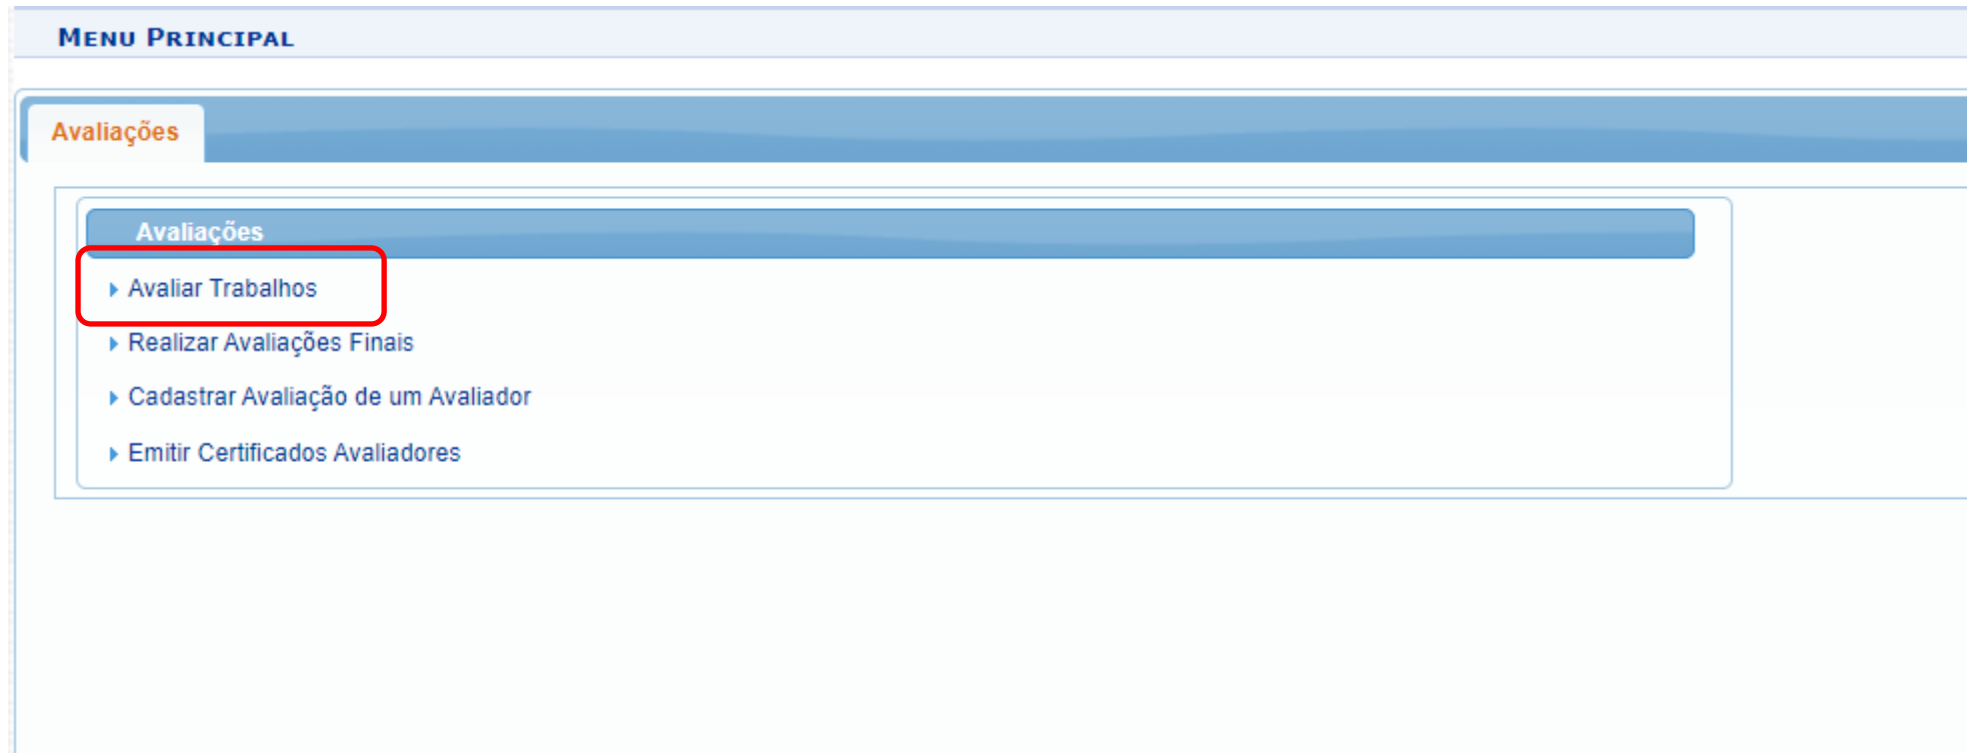 MENU PRINCIPAL
Avaliações
Avaliações
Avaliar Trabalhos
Realizar Avaliações Finais
Cadastrar Avaliação de um Avaliador
Emitir Certificados Avaliadores